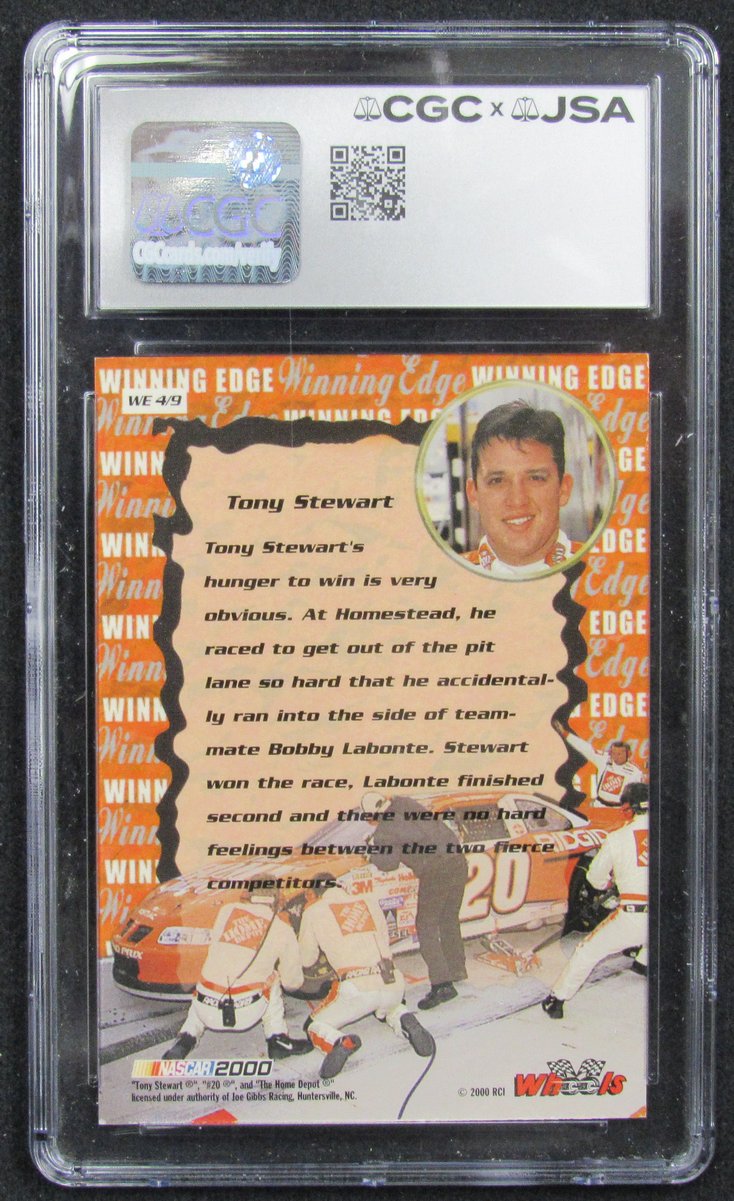 CGC x JSA
CGC
CGCcards.com/verify
WINNING EDGE Winning Edge WINNING EDGE
WE 4/9
Tony Stewart
Tony Stewart's
hunger to win is very
obvious. At Homestead, he
raced to get out of the pit
lane so hard that he accidental-
ly ran into the side of team-
mate Bobby Labonte. Stewart
won the race, Labonte finished
second and there were no hard
feelings between the two fierce
competitors.
RIDGID
20
3M
NASCAR 2000
"Tony Stewart ®", "#20 ®", and "The Home Depot ®"
licensed under authority of Joe Gibbs Racing, Huntersville, NC.
© 2000 RCI
Wheels